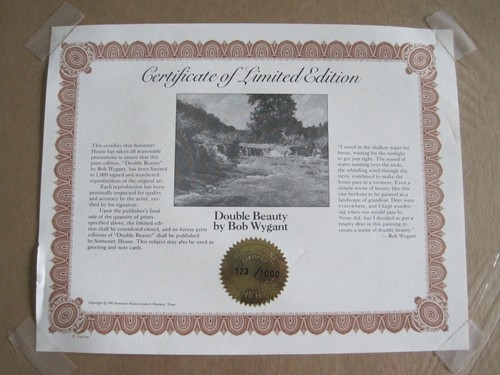 Certificate of Limited Edition
This certifies that Somerset
House has taken all reasonable
precautions to assure that this
print edition, "Double Beauty"
by Bob Wygant, has been limited
to 1,000 signed and numbered
reproductions of the original art.
Each reproduction has been
personally inspected for quality
and accuracy by the artist, ver-
ified by his signature.
Upon the publisher's final
sale of the quantity of prints
specified above, the limited edi-
tion shall be considered closed, and no future print
editions of "Double Beauty" shall be published
by Somerset House. This subject may also be used as
greeting and note cards.
Double Beauty
by Bob Wygant
"I stood in the shallow water for
hours, waiting for the sunlight
to get just right. The sound of
water running over the rocks,
the whistling wind through the
trees, combined to make the
hours pass in a moment. Even a
simple scene of beauty like this
one beckons to be painted as a
landscape of grandeur. Deer were
everywhere, and I kept wonder-
ing when one would pass by.
None did, but I decided to put a
trophy deer in this painting to
create a scene of double beauty."
— Bob Wygant
123 / 1000
Somerset House Houston, Texas